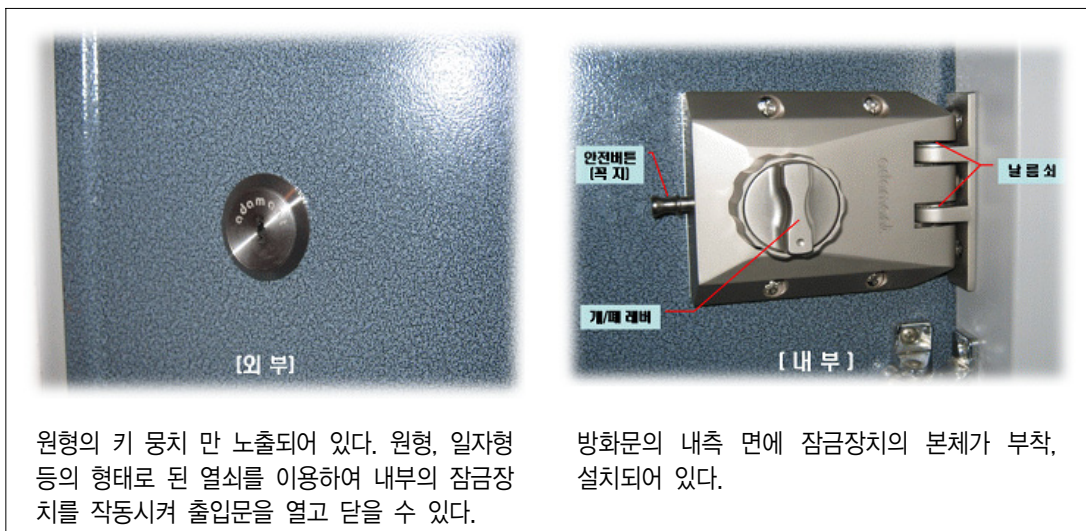 adama
[외 부]
안전버튼
(꼭 지)
날 름 쇠
개/폐 레버
[ 내 부 )
원형의 키 뭉치 만 노출되어 있다. 원형, 일자형
등의 형태로 된 열쇠를 이용하여 내부의 잠금장
치를 작동시켜 출입문을 열고 닫을 수 있다.
방화문의 내측 면에 잠금장치의 본체가 부착,
설치되어 있다.